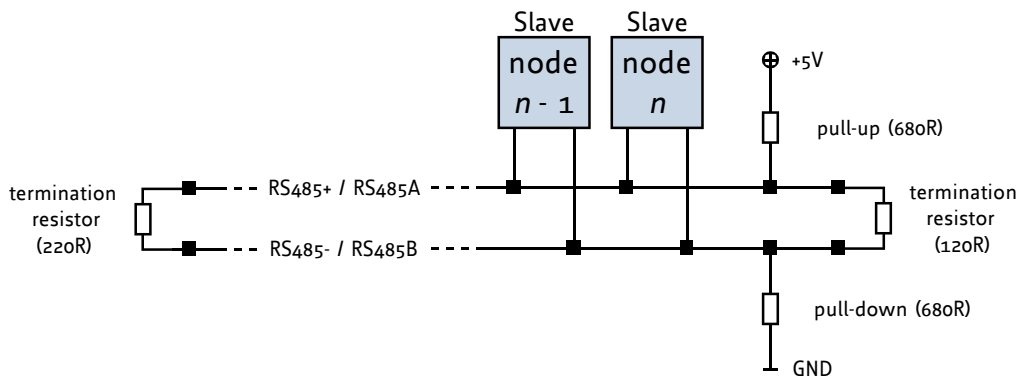 Slave
Slave
node
n - 1
node
n
+5V
pull-up (680R)
termination
resistor
(220R)
RS485+ / RS485A
RS485- / RS485B
termination
resistor
(120R)
pull-down (680R)
GND